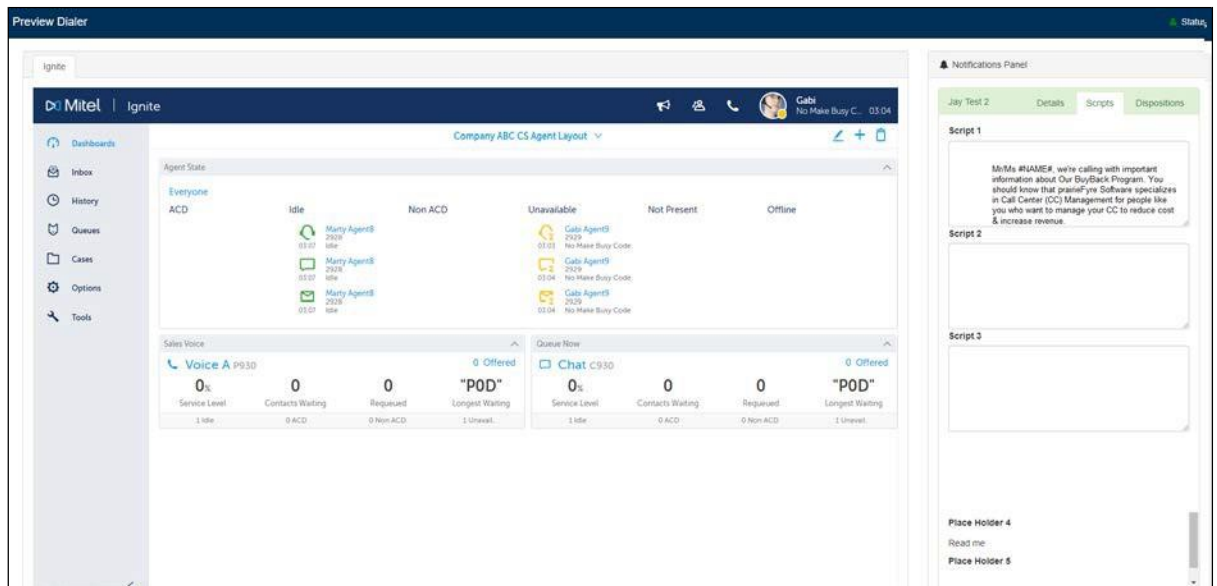 Preview Dialer
Status
Ignite
Mitel | Ignite
Gabi
No Make Busy C... 03:04
Dashboards
Inbox
History
Queues
Cases
Options
Tools
Company ABC CS Agent Layout
Agent State
Everyone
ACD Idle Non ACD Unavailable Not Present Offline
Marty Agent8
2928
03:07 Idle
Marty Agent8
2928
03:07 Idle
Marty Agent8
2928
03:07 Idle
Gabi Agent9
2929
03:03 No Make Busy Code
Gabi Agent9
2929
03:04 No Make Busy Code
Gabi Agent9
2929
03:04 No Make Busy Code
Sales Voice
Voice A P930 0 Offered
0% 0 0 "P0D"
Service Level Contacts Waiting Requeued Longest Waiting
1 Idle 0 ACD 0 Non ACD 1 Unavail.
Queue Now
Chat C930 0 Offered
0% 0 0 "P0D"
Service Level Contacts Waiting Requeued Longest Waiting
1 Idle 0 ACD 0 Non ACD 1 Unavail.
Notifications Panel
Jay Test 2 Details Scripts Dispositions
Script 1
Mr/Ms #NAME#, we're calling with important
information about Our BuyBack Program. You
should know that prairieFyre Software specializes
in Call Center (CC) Management for people like
you who want to manage your CC to reduce cost
& increase revenue.
Script 2
Script 3
Place Holder 4
Read me
Place Holder 5